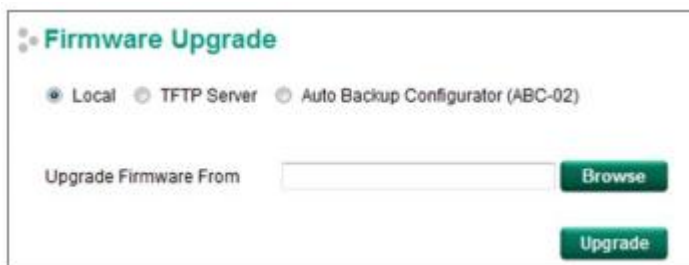 Firmware Upgrade
Local TFTP Server Auto Backup Configurator (ABC-02)
Upgrade Firmware From Browse
Upgrade